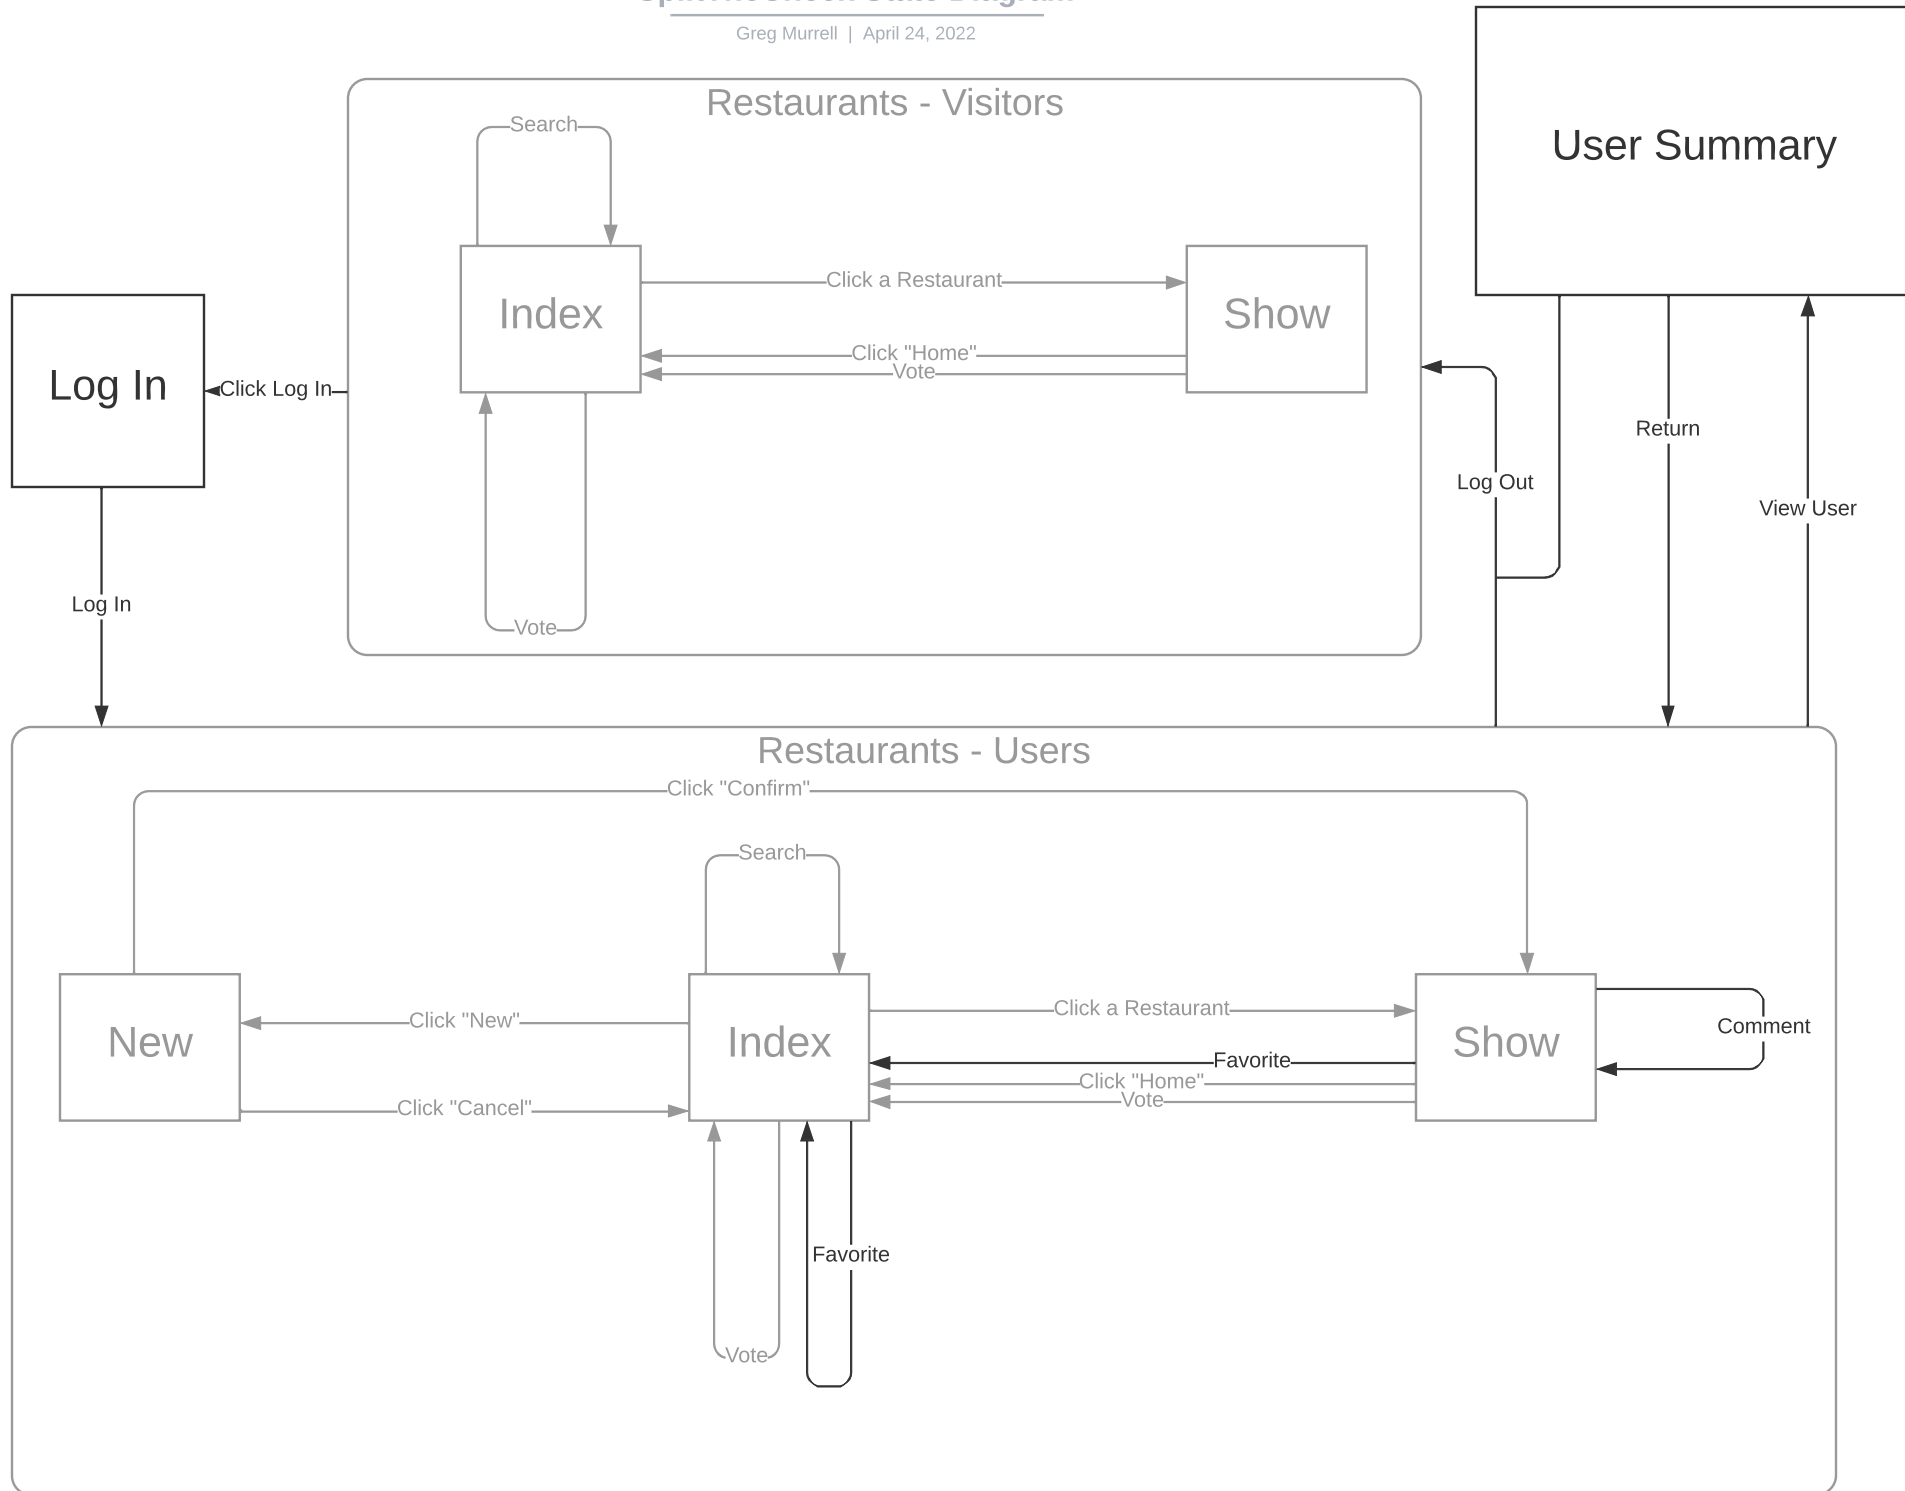 State Diagram
Greg Murrell | April 24, 2022
Restaurants - Visitors
Search
User Summary
Click a Restaurant
Index
Show
Click "Home"
Vote
Log In
Click Log In
Return
Log Out
View User
Log In
Vote
Restaurants - Users
Click "Confirm"
Search
Click a Restaurant
Click "New"
Comment
New
Index
Show
Favorite
Click "Home"
Vote
Click "Cancel"
Favorite
Vote